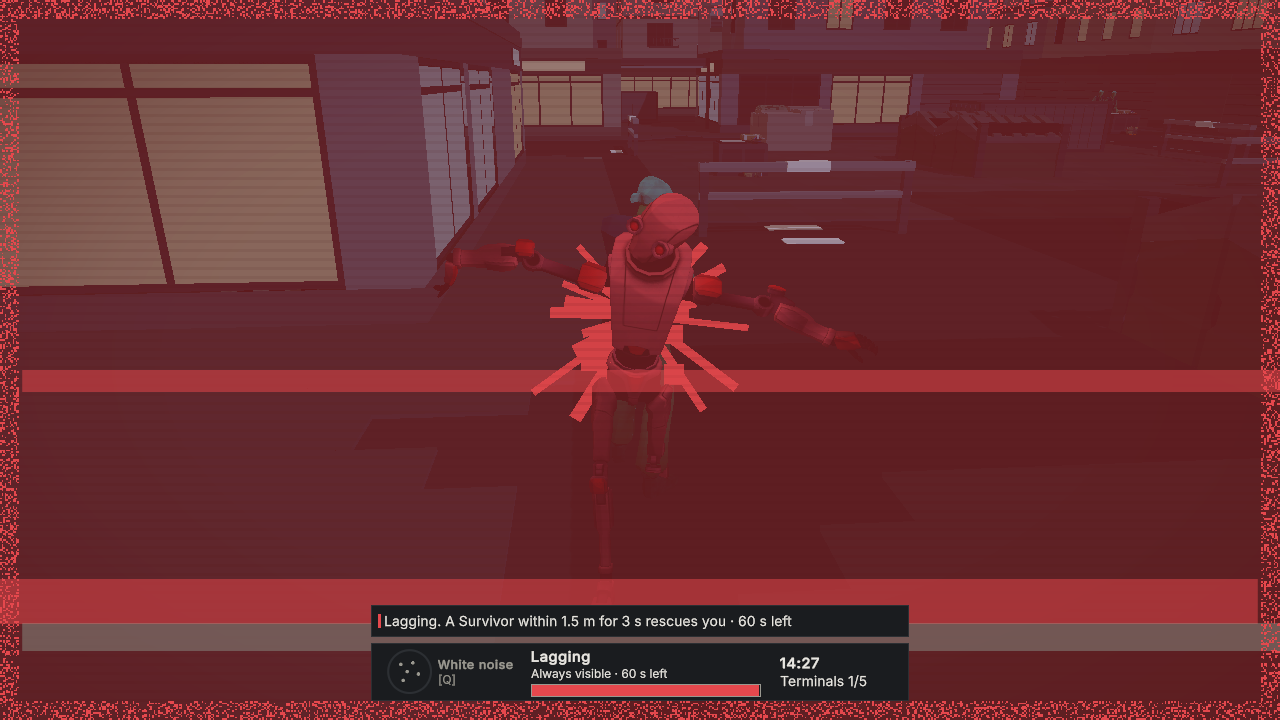 Lagging. A Survivor within 1.5 m for 3 s rescues you · 60 s left
White noise
[Q]
Lagging
Always visible · 60 s left
14:27
Terminals 1/5